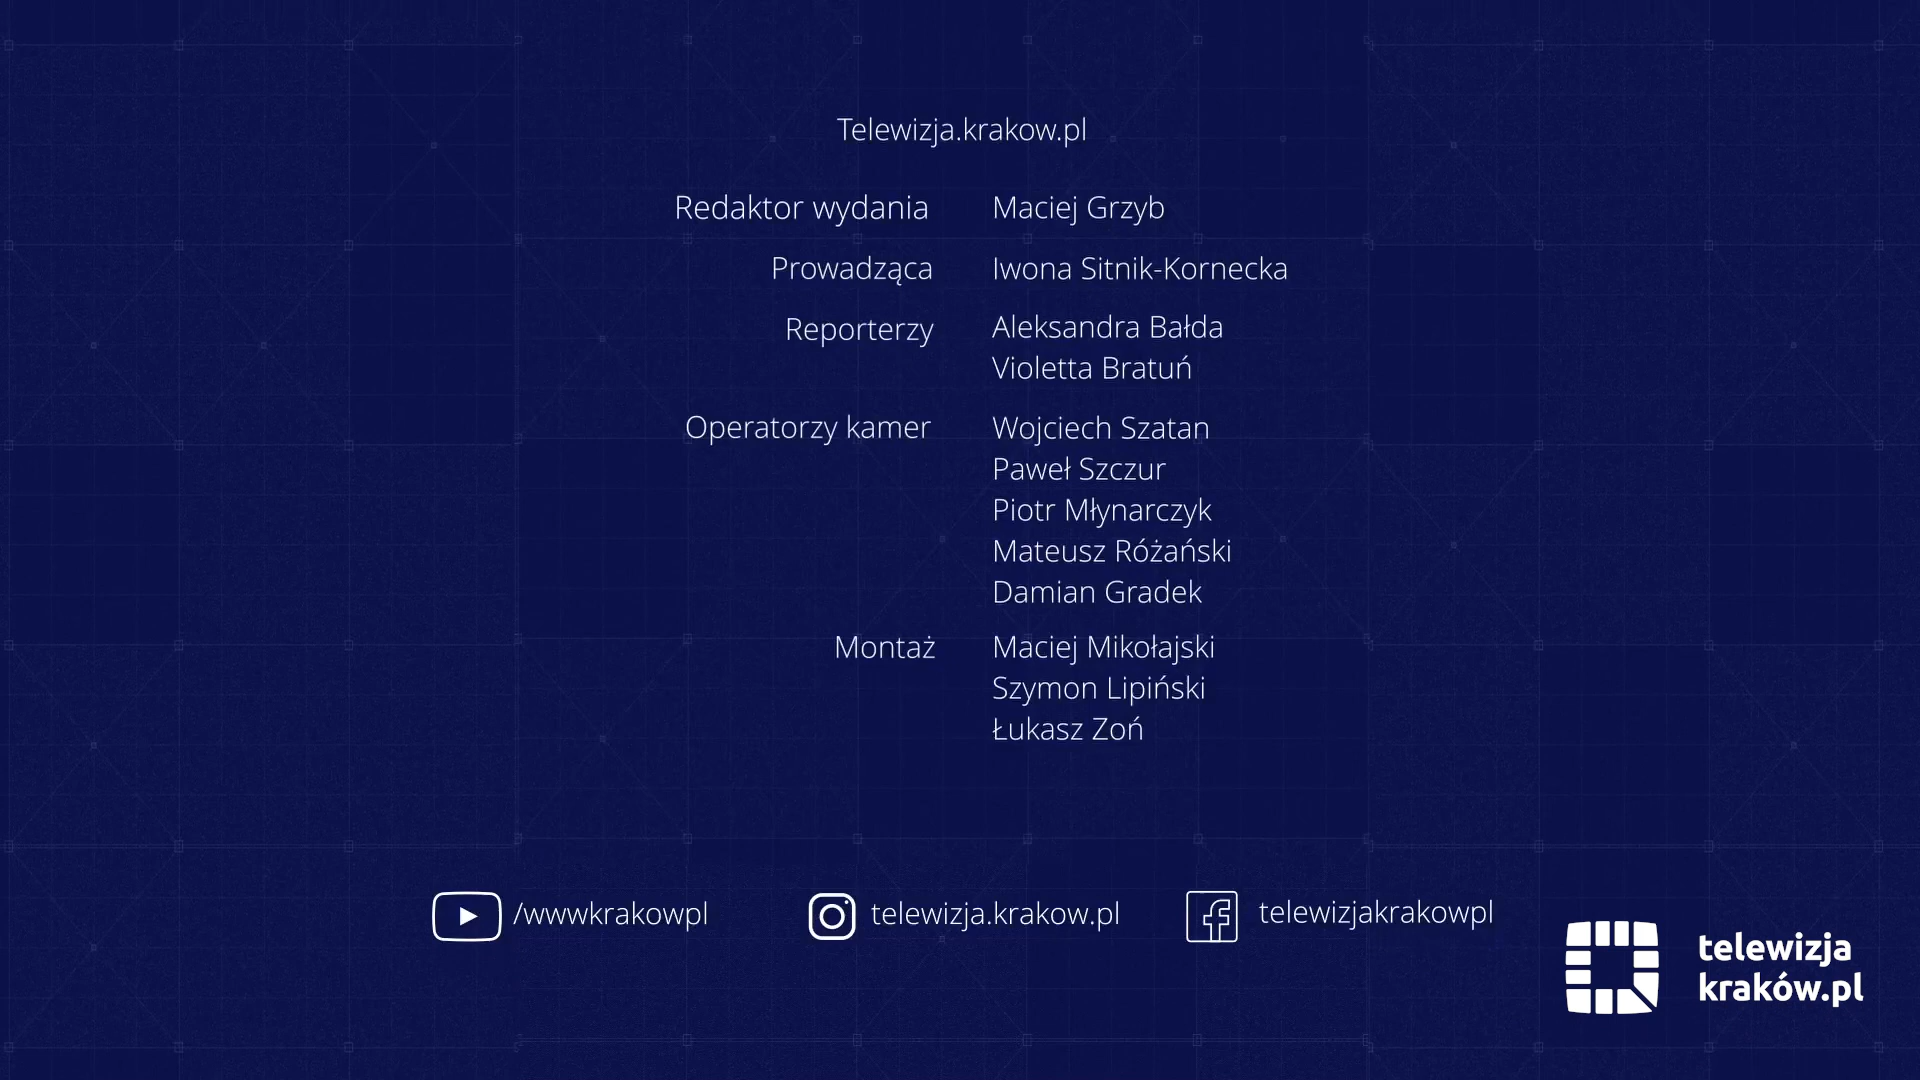 Telewizja.krakow.pl
Redaktor wydania Maciej Grzyb
Prowadząca Iwona Sitnik-Kornecka
Reporterzy Aleksandra Bałda
Violetta Bratuń
Operatorzy kamer Wojciech Szatan
Paweł Szczur
Piotr Młynarczyk
Mateusz Różański
Damian Gradek
Montaż Maciej Mikołajski
Szymon Lipiński
Łukasz Zoń
/wwwkrakowpl telewizja.krakow.pl telewizjakrakowpl
telewizja
kraków.pl